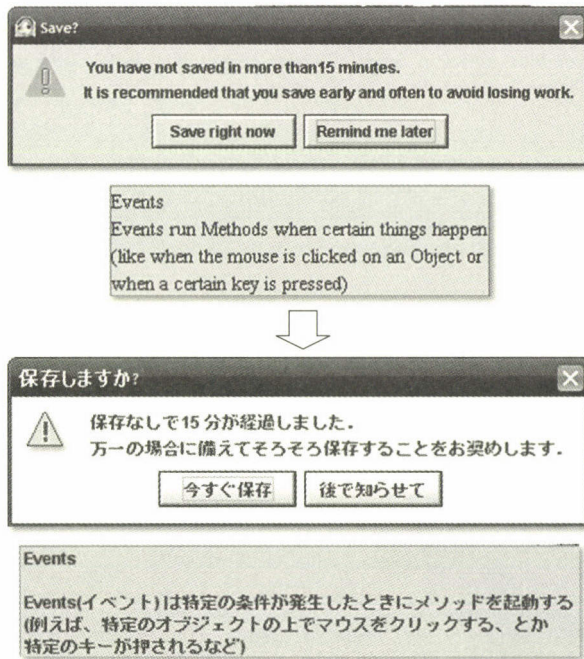 Save?
You have not saved in more than15 minutes.
It is recommended that you save early and often to avoid losing work.
Save right now Remind me later
Events
Events run Methods when certain things happen
(like when the mouse is clicked on an Object or
when a certain key is pressed)
保存しますか?
保存なしで15分が経過しました.
万一の場合に備えてそろそろ保存することをお奨めします.
今すぐ保存 後で知らせて
Events
Events(イベント)は特定の条件が発生したときにメソッドを起動する
(例えば、特定のオブジェクトの上でマウスをクリックする、とか
特定のキーが押されるなど)